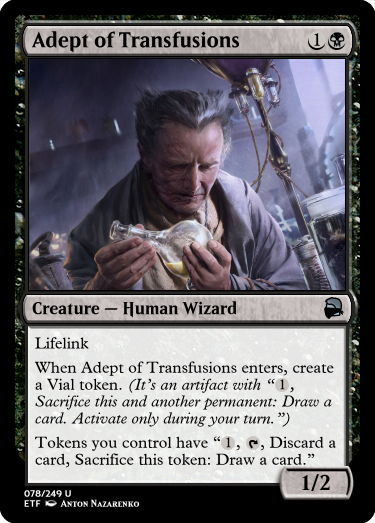 Adept of Transfusions 1
Creature — Human Wizard
Lifelink
When Adept of Transfusions enters, create
a Vial token. (It's an artifact with “1,
Sacrifice this and another permanent: Draw a
card. Activate only during your turn.”)
Tokens you control have “1, , Discard a
card, Sacrifice this token: Draw a card.”
1/2
078/249 U
ETF Anton Nazarenko